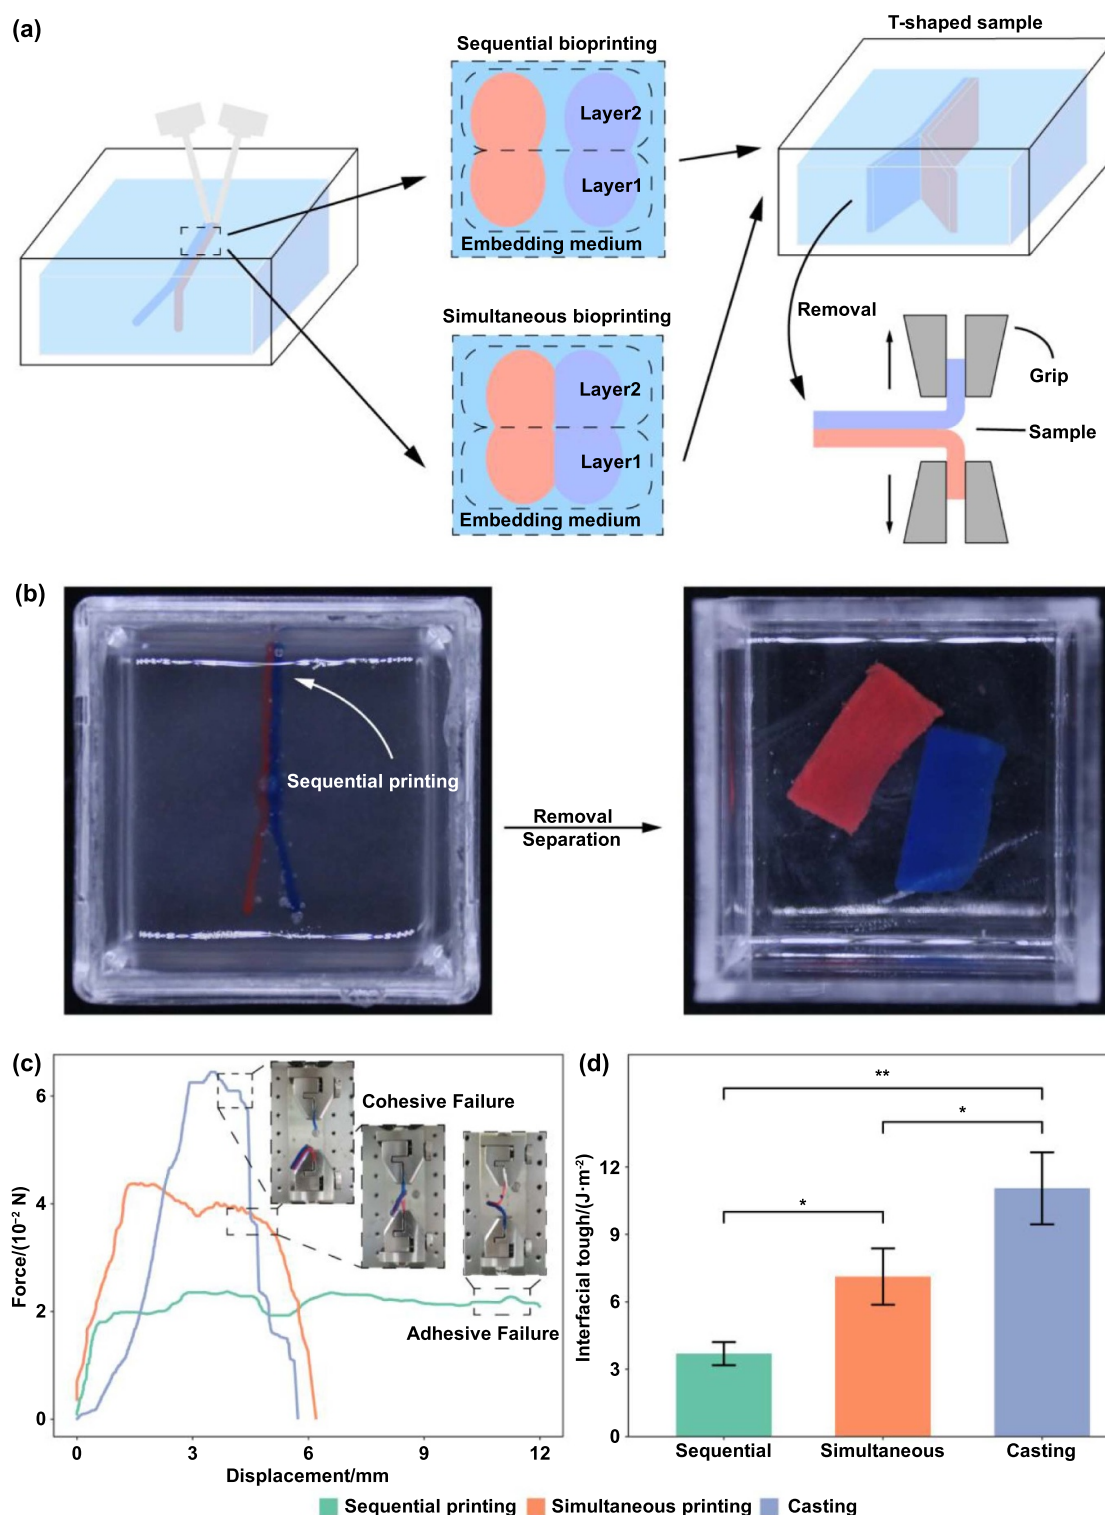 (a)
Sequential bioprinting
Layer2
Layer1
Embedding medium
Simultaneous bioprinting
Layer2
Layer1
Embedding medium
T-shaped sample
Removal
Grip
Sample
(b)
Sequential printing
Removal
Separation
(c)
Force/(10⁻² N)
6
4
2
0
0 3 6 9 12
Displacement/mm
Cohesive Failure
Adhesive Failure
(d)
Interfacial tough/(J·m⁻²)
12
9
6
3
0
**
*
*
Sequential Simultaneous Casting
Sequential printing Simultaneous printing Casting